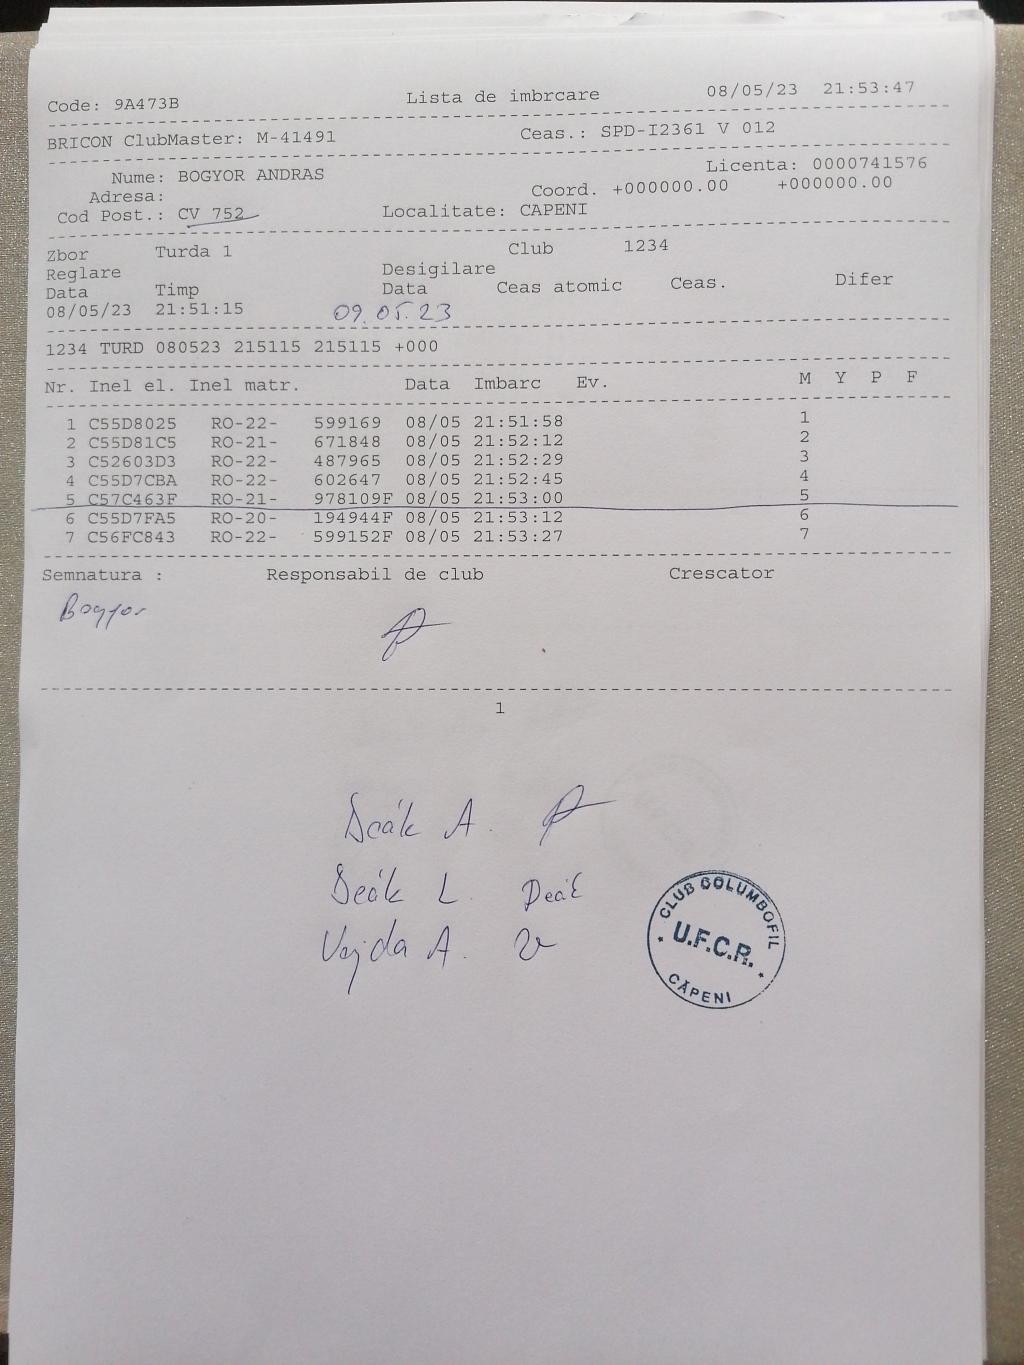 Code: 9A473B Lista de imbrcare 08/05/23 21:53:47
BRICON ClubMaster: M-41491 Ceas.: SPD-I2361 V 012
Licenta: 0000741576
Nume: BOGYOR ANDRAS
Adresa: Coord. +000000.00 +000000.00
Cod Post.: CV 752 Localitate: CAPENI
Zbor Turda 1 Club 1234
Reglare Desigilare
Data Timp Data Ceas atomic Ceas. Difer
08/05/23 21:51:15 09.05.23
1234 TURD 080523 215115 215115 +000
Nr. Inel el. Inel matr. Data Imbarc Ev. M Y P F
1 C55D8025 RO-22- 599169 08/05 21:51:58 1
2 C55D81C5 RO-21- 671848 08/05 21:52:12 2
3 C52603D3 RO-22- 487965 08/05 21:52:29 3
4 C55D7CBA RO-22- 602647 08/05 21:52:45 4
5 C57C463F RO-21- 978109F 08/05 21:53:00 5
6 C55D7FA5 RO-20- 194944F 08/05 21:53:12 6
7 C56FC843 RO-22- 599152F 08/05 21:53:27 7
Semnatura : Responsabil de club Crescator
Bogyor
1
Deák A.
Deák L. Deák
Vajda A.
CLUB COLUMBOFIL
U.F.C.R.
CĂPENI